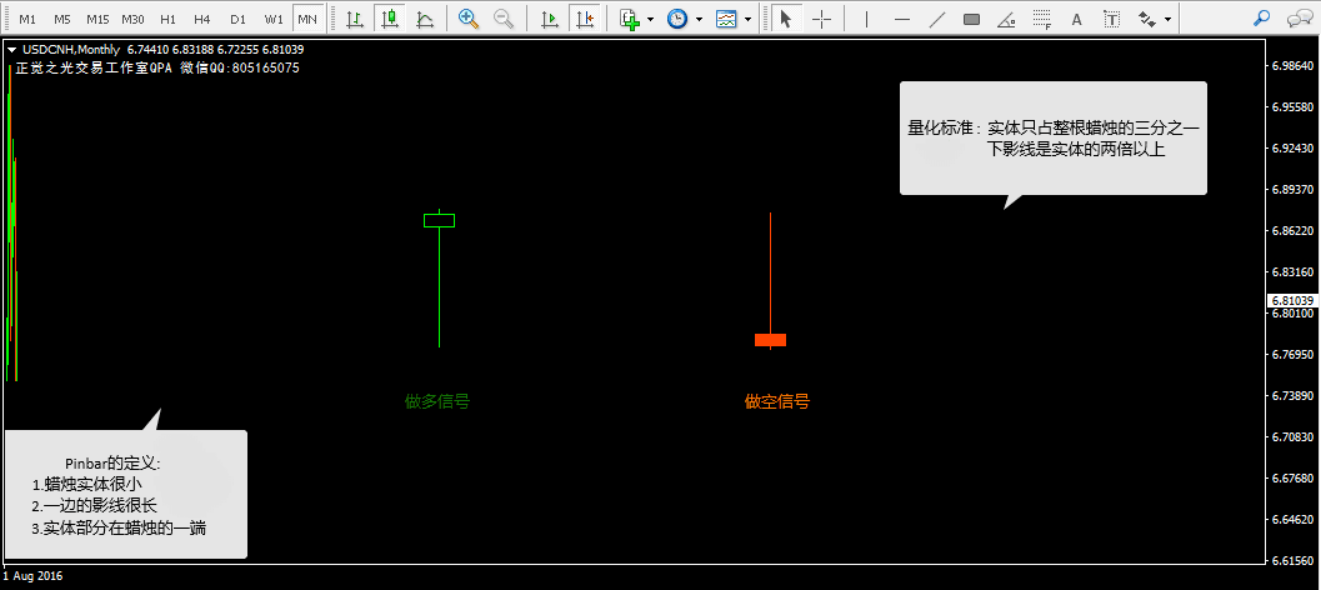 M1 M5 M15 M30 H1 H4 D1 W1 MN
A T
USDCNH,Monthly 6.74410 6.83188 6.72255 6.81039
正觉之光交易工作室QPA 微信QQ:805165075
量化标准：实体只占整根蜡烛的三分之一
下影线是实体的两倍以上
做多信号
做空信号
Pinbar的定义:
1.蜡烛实体很小
2.一边的影线很长
3.实体部分在蜡烛的一端
6.98640
6.95580
6.92430
6.89370
6.86220
6.83160
6.81039
6.80100
6.76950
6.73890
6.70830
6.67680
6.64620
6.61560
1 Aug 2016